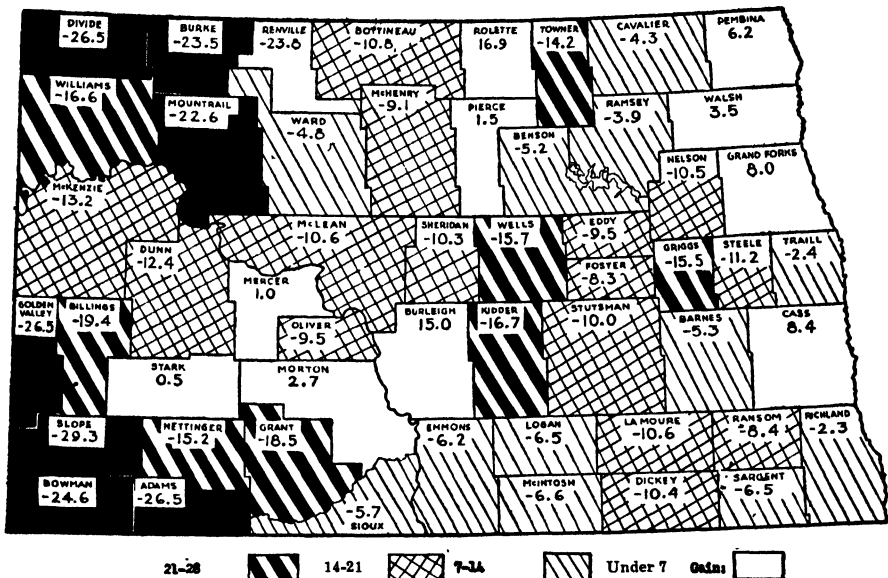 DIVIDE
-26.5
BURKE
-23.5
RENVILLE
-23.8
BOTTINEAU
-10.8
ROLETTE
16.9
TOWNER
-14.2
CAVALIER
-4.3
PEMBINA
6.2
WILLIAMS
-16.6
MOUNTRAIL
-22.6
WARD
-4.8
McHENRY
-9.1
PIERCE
1.5
BENSON
-5.2
RAMSEY
-3.9
WALSH
3.5
NELSON
-10.5
GRAND FORKS
8.0
McKENZIE
-13.2
DUNN
-12.4
McLEAN
-10.6
SHERIDAN
-10.3
WELLS
-15.7
EDDY
-9.5
FOSTER
-8.3
GRIGGS
-15.5
STEELE
-11.2
TRAILL
-2.4
MERCER
1.0
GOLDEN
VALLEY
-26.5
BILLINGS
-19.4
OLIVER
-9.5
BURLEIGH
15.0
KIDDER
-16.7
STUTSMAN
-10.0
BARNES
-5.3
CASS
8.4
STARK
0.5
MORTON
2.7
SLOPE
-29.3
HETTINGER
-15.2
GRANT
-18.5
EMMONS
-6.2
LOGAN
-6.5
LA MOURE
-10.6
RANSOM
-8.4
RICHLAND
-2.3
BOWMAN
-24.6
ADAMS
-26.5
-5.7
SIOUX
McINTOSH
-6.6
DICKEY
-10.4
SARGENT
-6.5
21-28 14-21 7-14 Under 7 Gain: